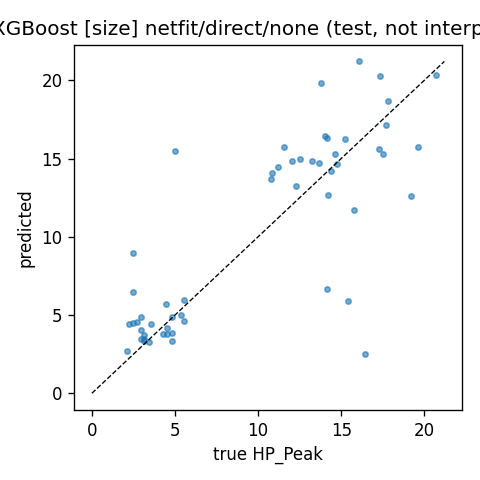 XGBoost [size] netfit/direct/none (test, not interp
20
15
10
5
0
predicted
0 5 10 15 20
true HP_Peak